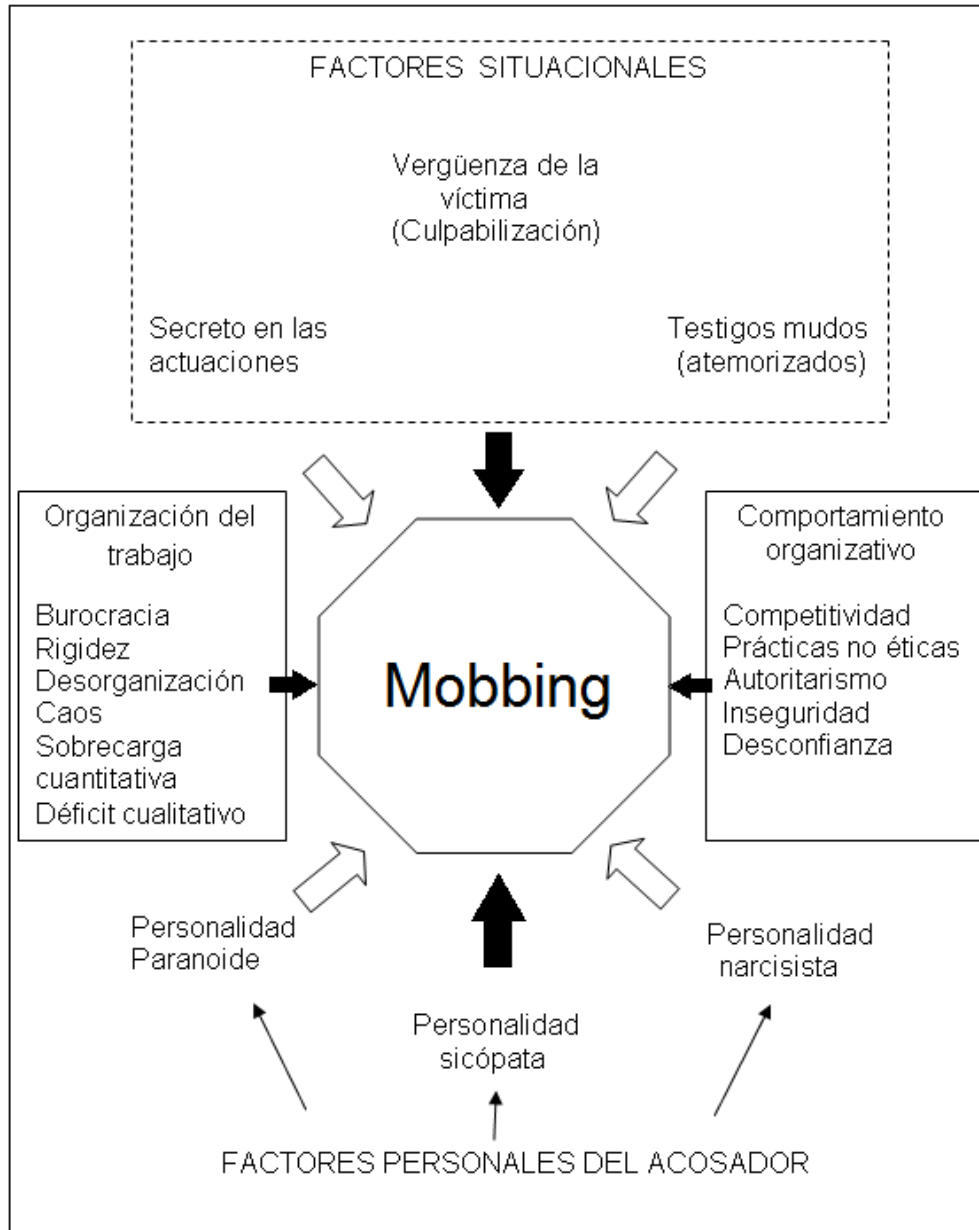 FACTORES SITUACIONALES
Vergüenza de la
víctima
(Culpabilización)
Secreto en las
actuaciones
Testigos mudos
(atemorizados)
Organización del
trabajo
Burocracia
Rigidez
Desorganización
Caos
Sobrecarga
cuantitativa
Déficit cualitativo
Mobbing
Comportamiento
organizativo
Competitividad
Prácticas no éticas
Autoritarismo
Inseguridad
Desconfianza
Personalidad
Paranoide
Personalidad
sicópata
Personalidad
narcisista
FACTORES PERSONALES DEL ACOSADOR